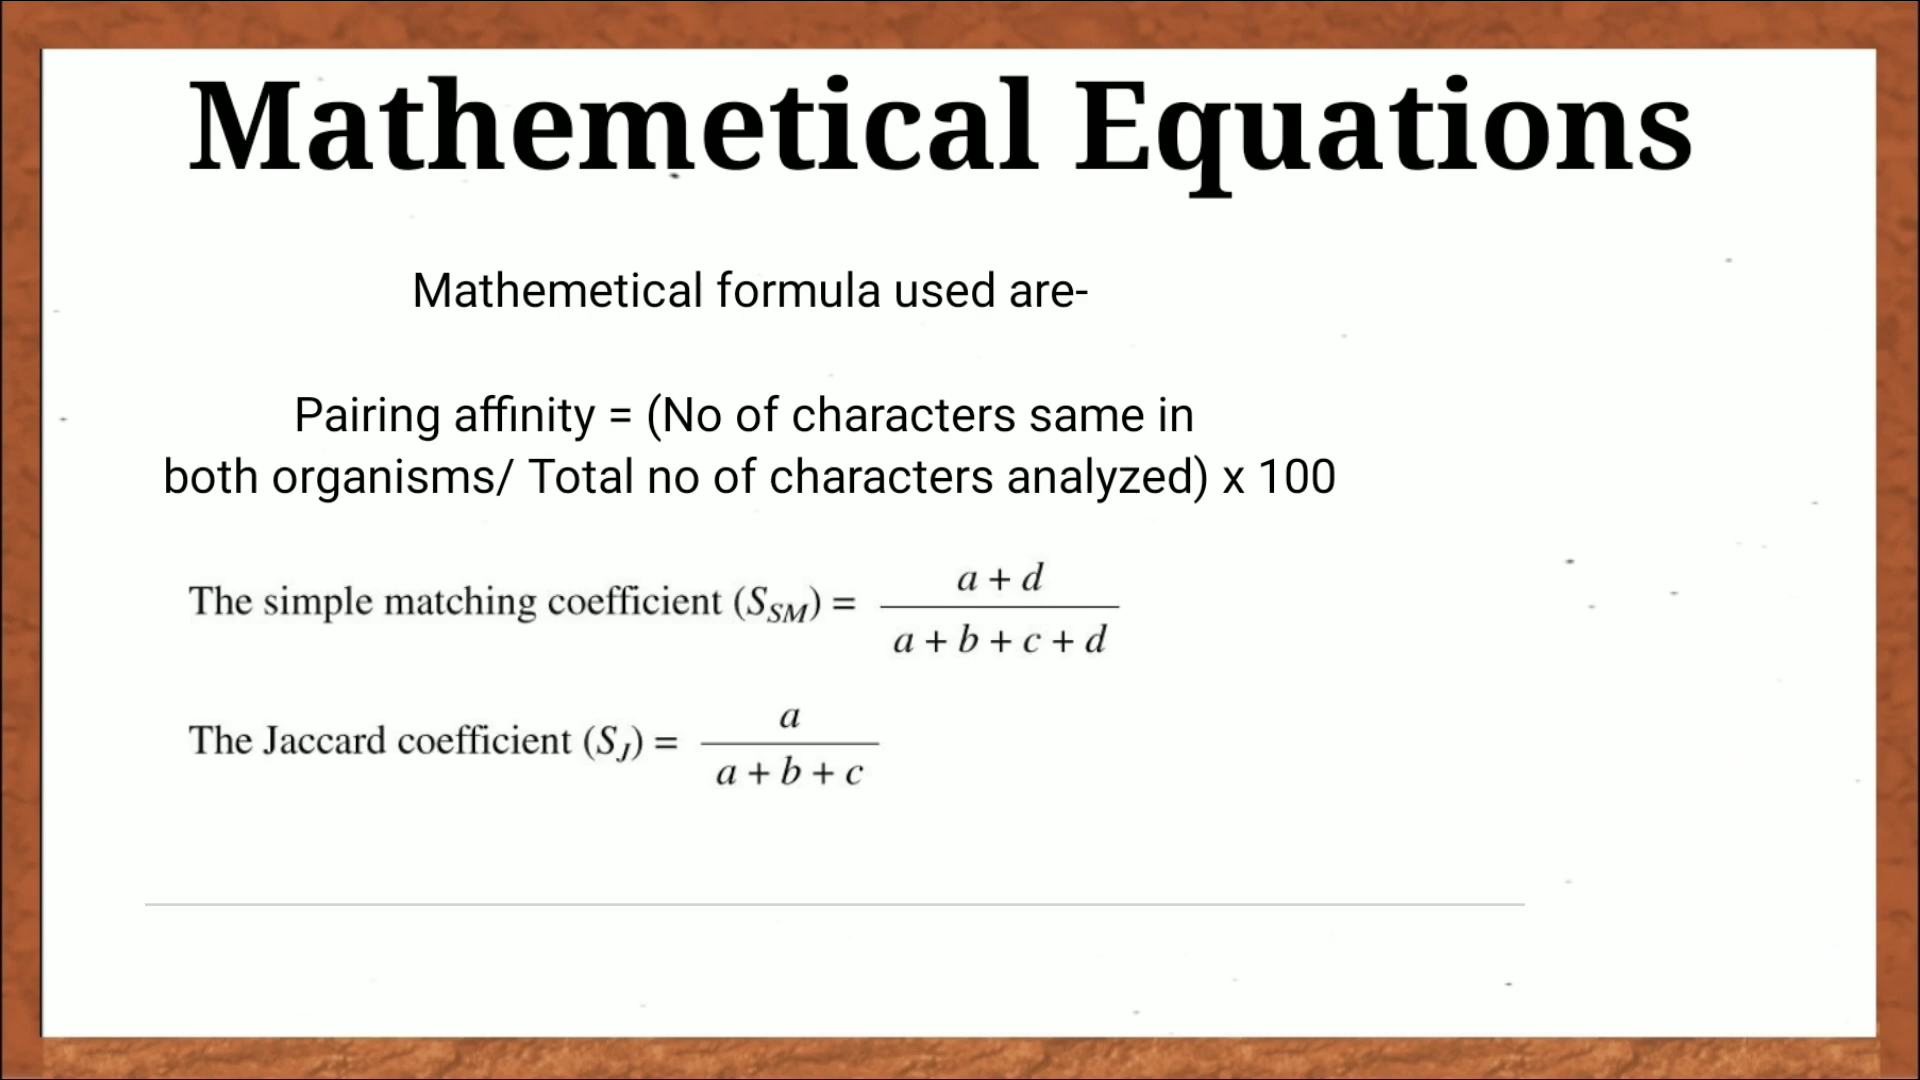 Mathemetical Equations
Mathemetical formula used are-
Pairing affinity = (No of characters same in
both organisms/ Total no of characters analyzed) x 100
The simple matching coefficient (S_SM) = (a + d) / (a + b + c + d)
The Jaccard coefficient (S_J) = a / (a + b + c)